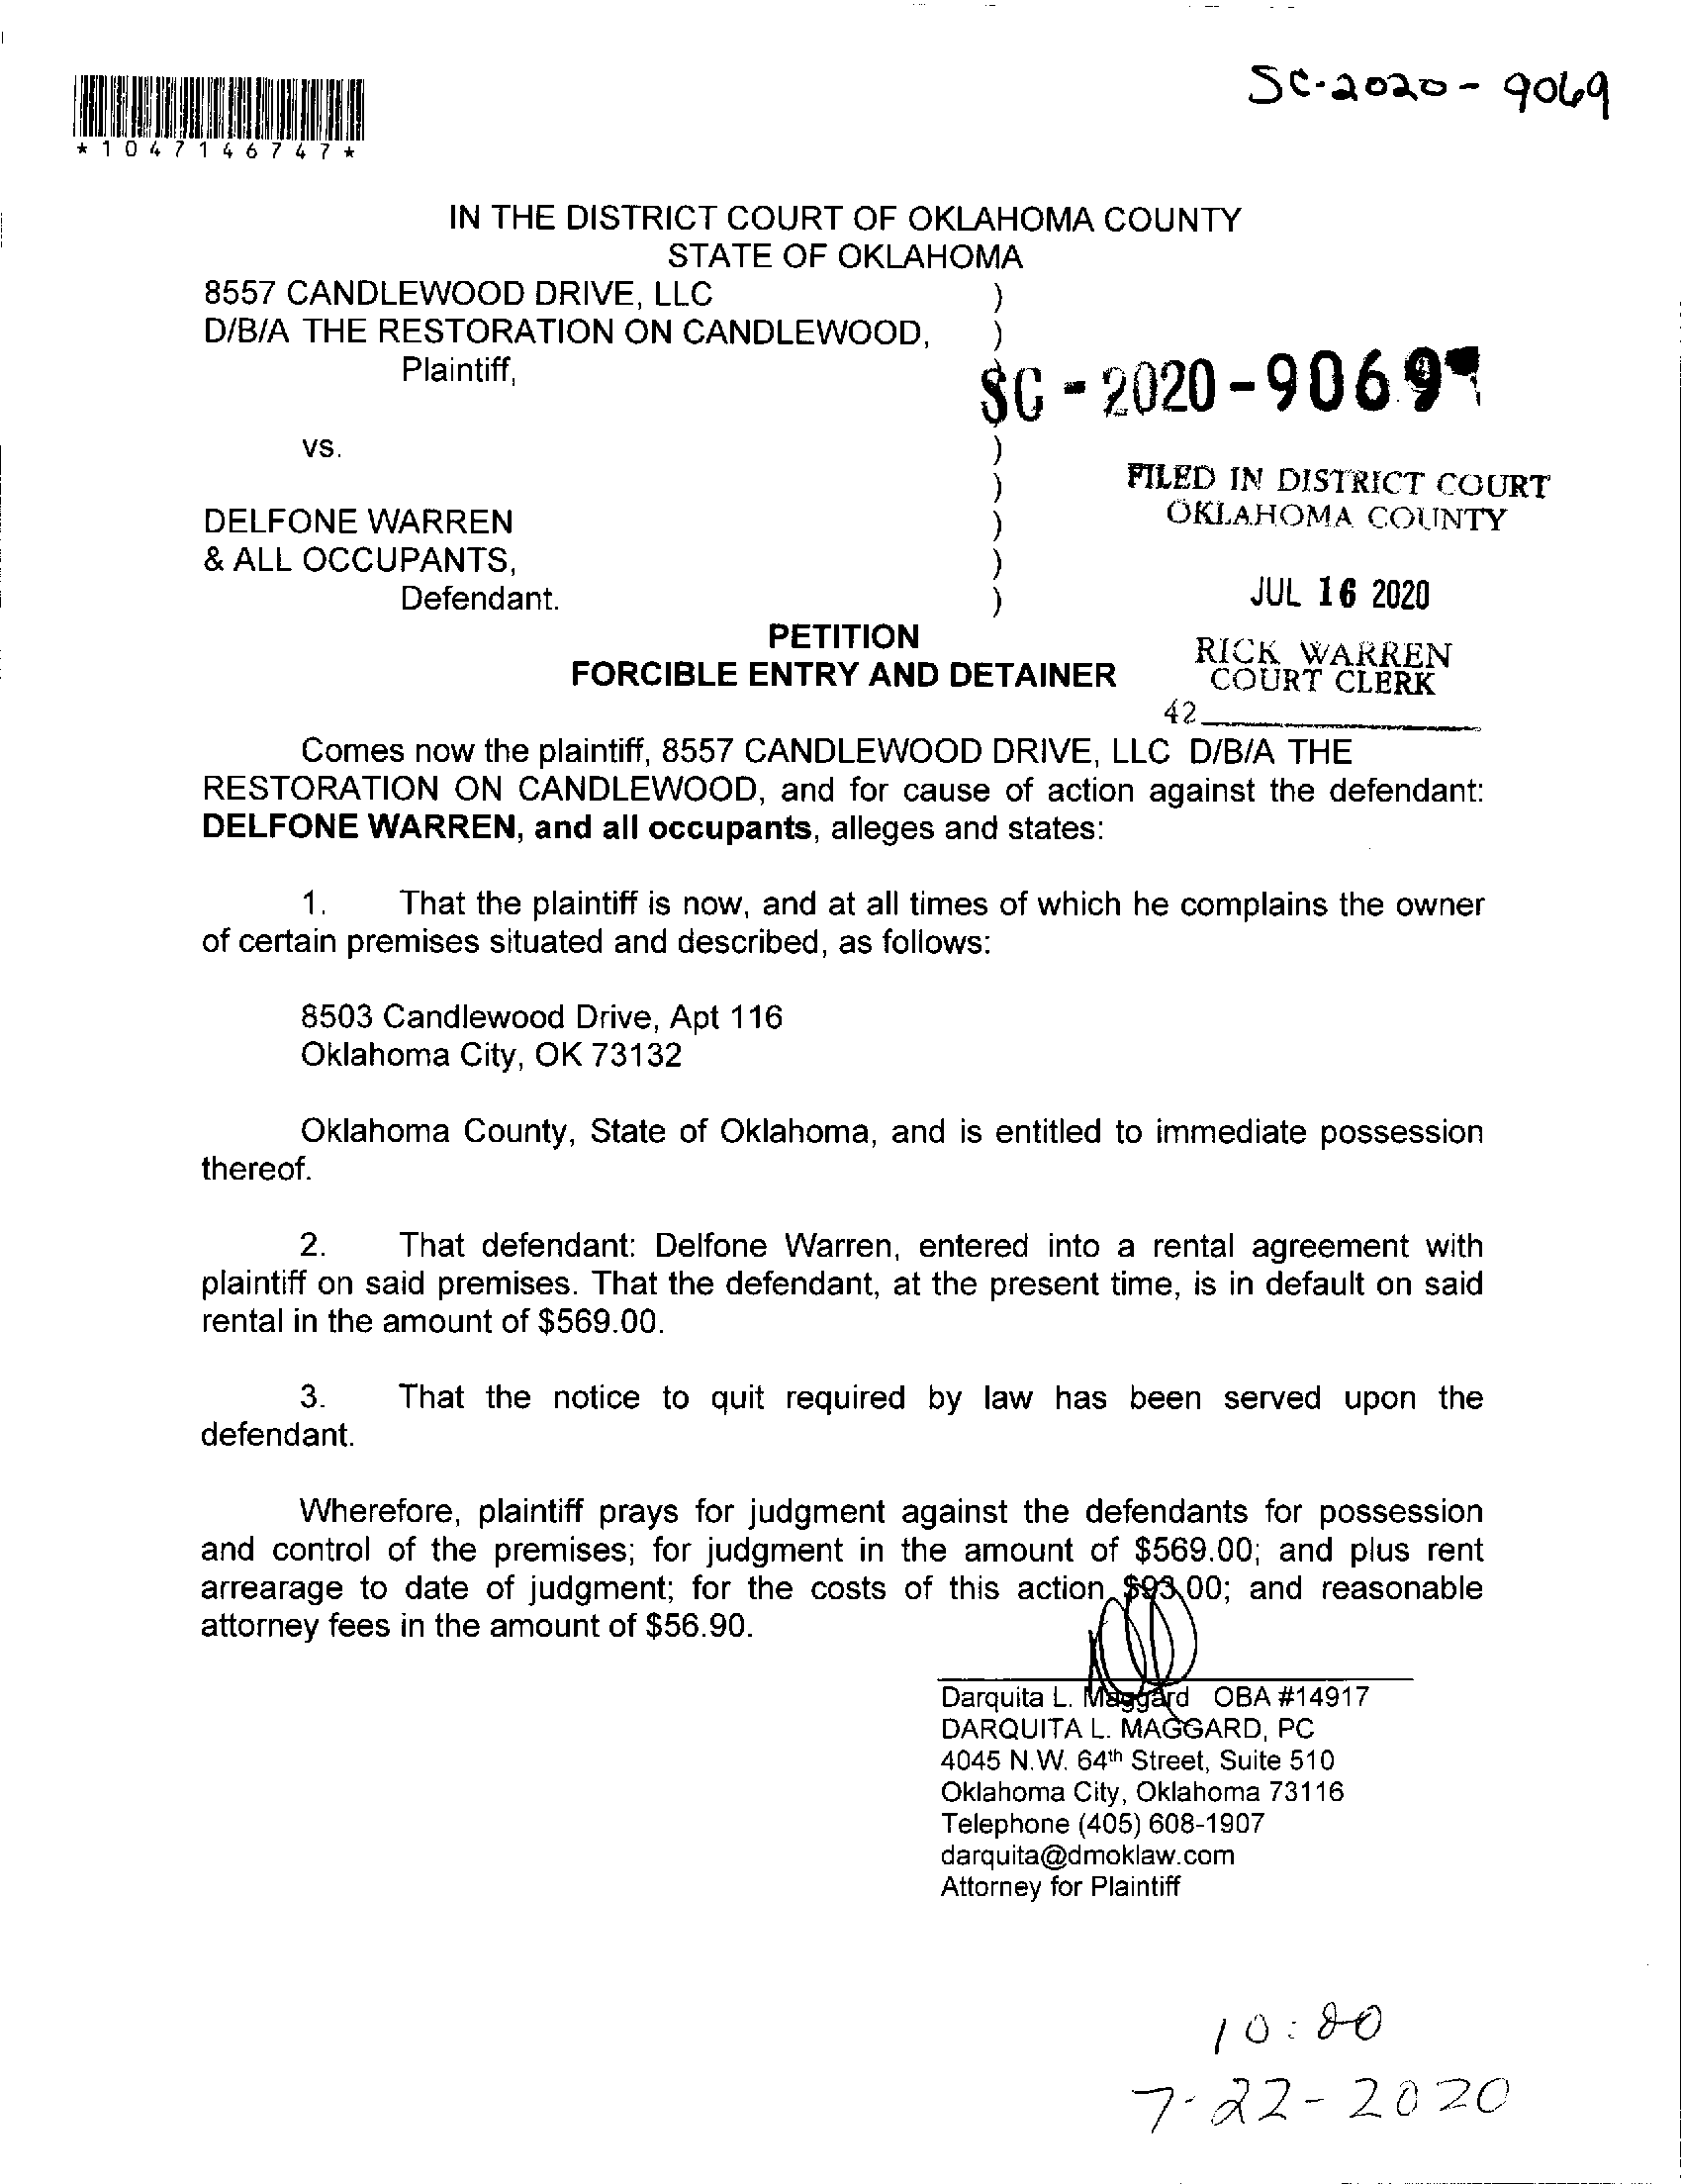 SC-2020-9069
*1047146747*
IN THE DISTRICT COURT OF OKLAHOMA COUNTY
STATE OF OKLAHOMA
8557 CANDLEWOOD DRIVE, LLC )
D/B/A THE RESTORATION ON CANDLEWOOD, )
Plaintiff,
SC-2020-9069
vs. )
)
FILED IN DISTRICT COURT
OKLAHOMA COUNTY
DELFONE WARREN )
& ALL OCCUPANTS, )
Defendant. )
JUL 16 2020
PETITION
FORCIBLE ENTRY AND DETAINER
RICK WARREN
COURT CLERK
42
Comes now the plaintiff, 8557 CANDLEWOOD DRIVE, LLC D/B/A THE
RESTORATION ON CANDLEWOOD, and for cause of action against the defendant:
DELFONE WARREN, and all occupants, alleges and states:
1. That the plaintiff is now, and at all times of which he complains the owner
of certain premises situated and described, as follows:
8503 Candlewood Drive, Apt 116
Oklahoma City, OK 73132
Oklahoma County, State of Oklahoma, and is entitled to immediate possession
thereof.
2. That defendant: Delfone Warren, entered into a rental agreement with
plaintiff on said premises. That the defendant, at the present time, is in default on said
rental in the amount of $569.00.
3. That the notice to quit required by law has been served upon the
defendant.
Wherefore, plaintiff prays for judgment against the defendants for possession
and control of the premises; for judgment in the amount of $569.00; and plus rent
arrearage to date of judgment; for the costs of this action $93.00; and reasonable
attorney fees in the amount of $56.90.
Darquita L. Maggard OBA #14917
DARQUITA L. MAGGARD, PC
4045 N.W. 64th Street, Suite 510
Oklahoma City, Oklahoma 73116
Telephone (405) 608-1907
darquita@dmoklaw.com
Attorney for Plaintiff
7-22-2020